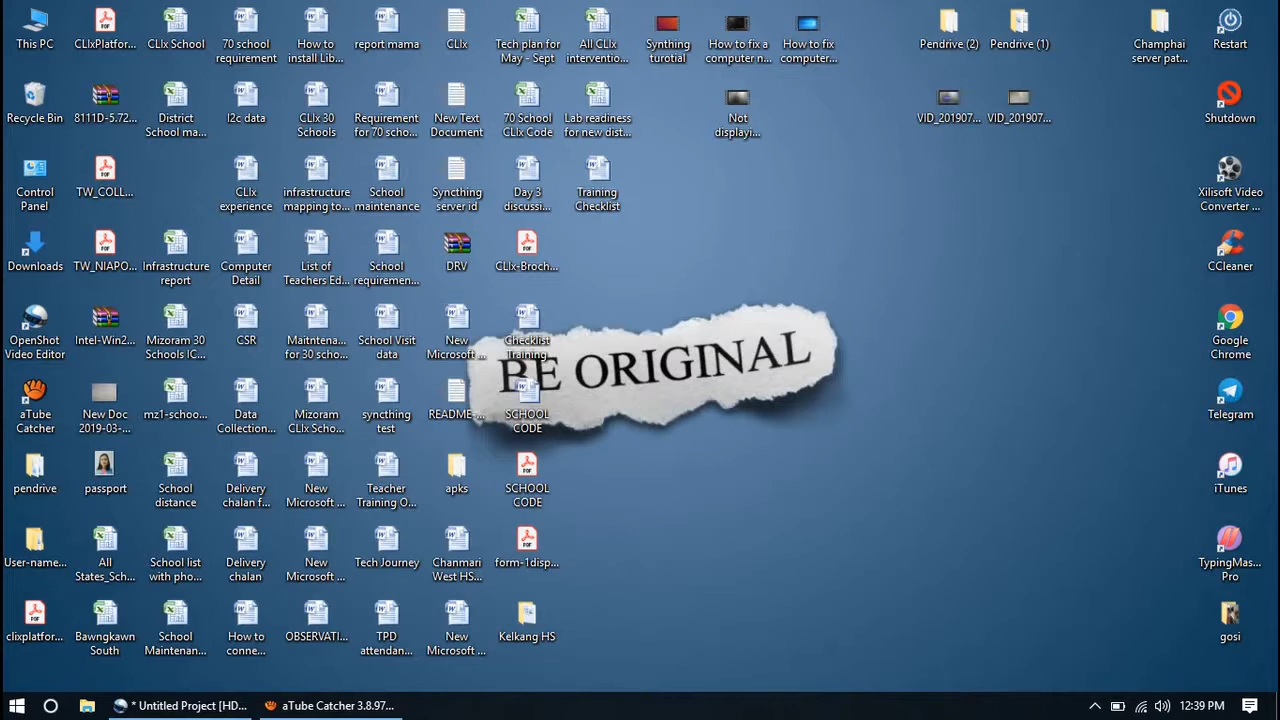 This PC
CLIxPlatfor...
CLIx School
70 school
requirement
How to
install Lib...
report mama
CLIx
Tech plan for
May - Sept
All CLIx
interventio...
Synthing
turotial
How to fix a
computer n...
How to fix
computer...
Pendrive (2)
Pendrive (1)
Champhai
server pat...
Restart
Recycle Bin
8111D-5.72...
District
School ma...
I2c data
CLIx 30
Schools
Requirement
for 70 scho...
New Text
Document
70 School
CLIx Code
Lab readiness
for new dist...
Not
displayi...
VID_201907...
VID_201907...
Shutdown
Control
Panel
TW_COLL...
CLIx
experience
infrastructure
mapping to...
School
maintenance
Syncthing
server id
Day 3
discussi...
Training
Checklist
Xilisoft Video
Converter ...
Downloads
TW_NIAPO...
Infrastructure
report
Computer
Detail
List of
Teachers Ed...
School
requiremen...
DRV
CLIx-Broch...
CCleaner
OpenShot
Video Editor
Intel-Win2...
Mizoram 30
Schools IC...
CSR
Maitntena...
for 30 scho...
School Visit
data
New
Microsoft ...
Checklist
Training
BE ORIGINAL
Google
Chrome
aTube
Catcher
New Doc
2019-03-...
mz1-schoo...
Data
Collection...
Mizoram
CLIx Scho...
syncthing
test
README-...
SCHOOL
CODE
Telegram
pendrive
passport
School
distance
Delivery
chalan f...
New
Microsoft ...
Teacher
Training O...
apks
SCHOOL
CODE
iTunes
User-name...
All
States_Sch...
School list
with pho...
Delivery
chalan
New
Microsoft ...
Tech Journey
Chanmari
West HS...
form-1disp...
TypingMas...
Pro
clixplatfor...
Bawngkawn
South
School
Maintenan...
How to
conne...
OBSERVATI...
TPD
attendan...
New
Microsoft ...
Kelkang HS
gosi
* Untitled Project [HD...
aTube Catcher 3.8.97...
12:39 PM